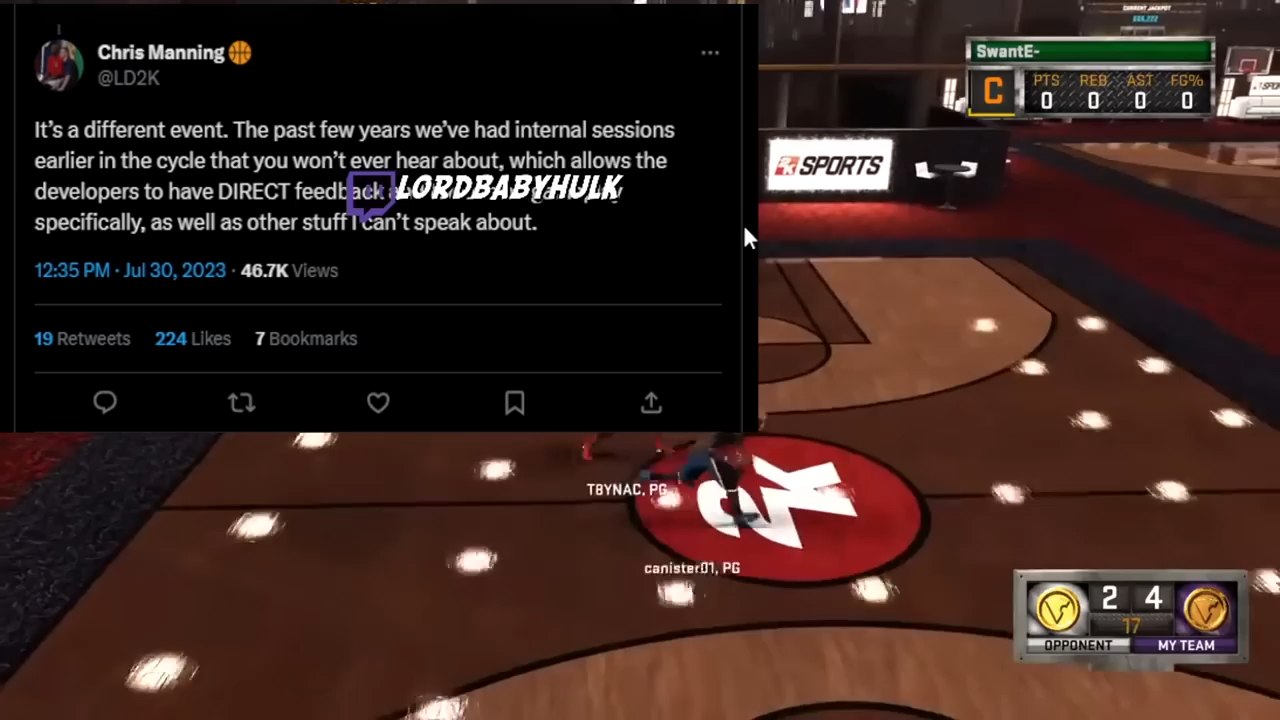 Chris Manning
@LD2K
It's a different event. The past few years we've had internal sessions
earlier in the cycle that you won't ever hear about, which allows the
developers to have DIRECT feedback
LORDBABYHULK
specifically, as well as other stuff I can't speak about.
12:35 PM · Jul 30, 2023 · 46.7K Views
19 Retweets 224 Likes 7 Bookmarks
CURRENT JACKPOT
SwantE-
C
PTS REB AST FG%
0 0 0 0
2K SPORTS
TBYNAC, PG
2K
canister01, PG
2 4
17
OPPONENT MY TEAM